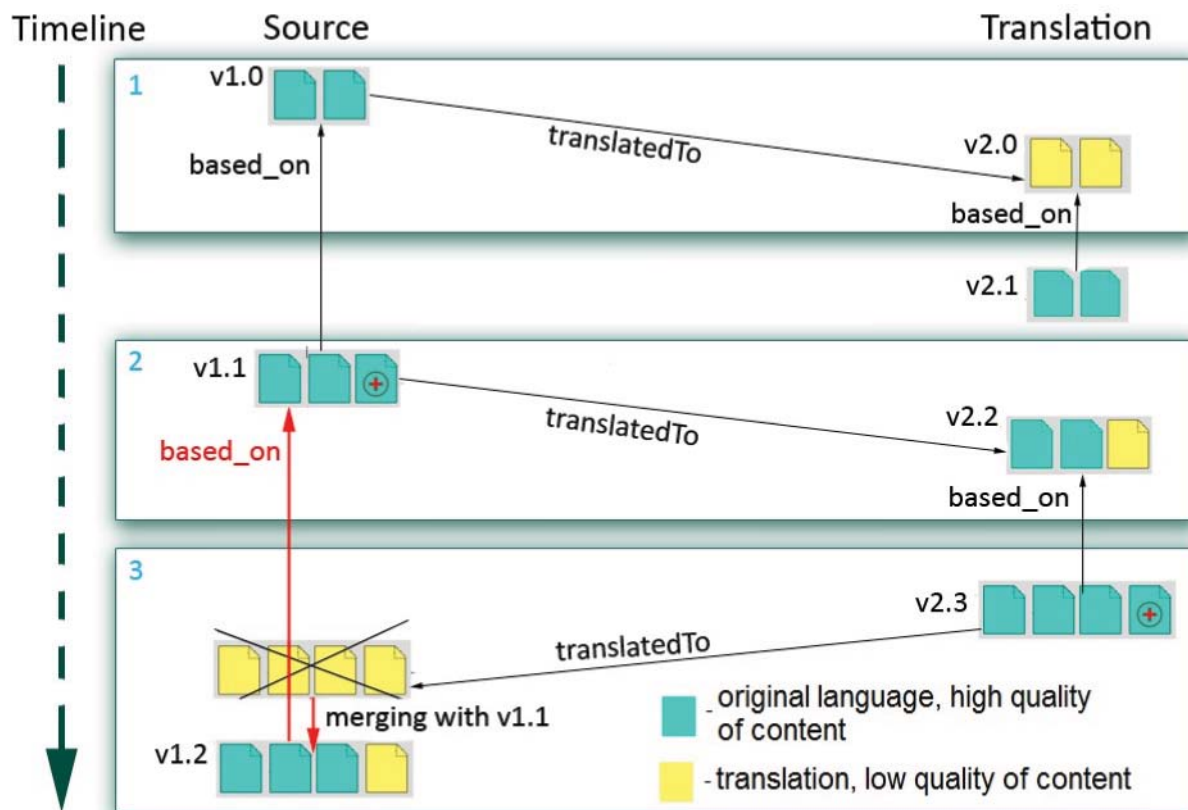 Timeline
Source
Translation
1
v1.0
translatedTo
v2.0
based_on
based_on
v2.1
2
v1.1
translatedTo
v2.2
based_on
based_on
3
v2.3
translatedTo
merging with v1.1
v1.2
- original language, high quality
of content
- translation, low quality of content